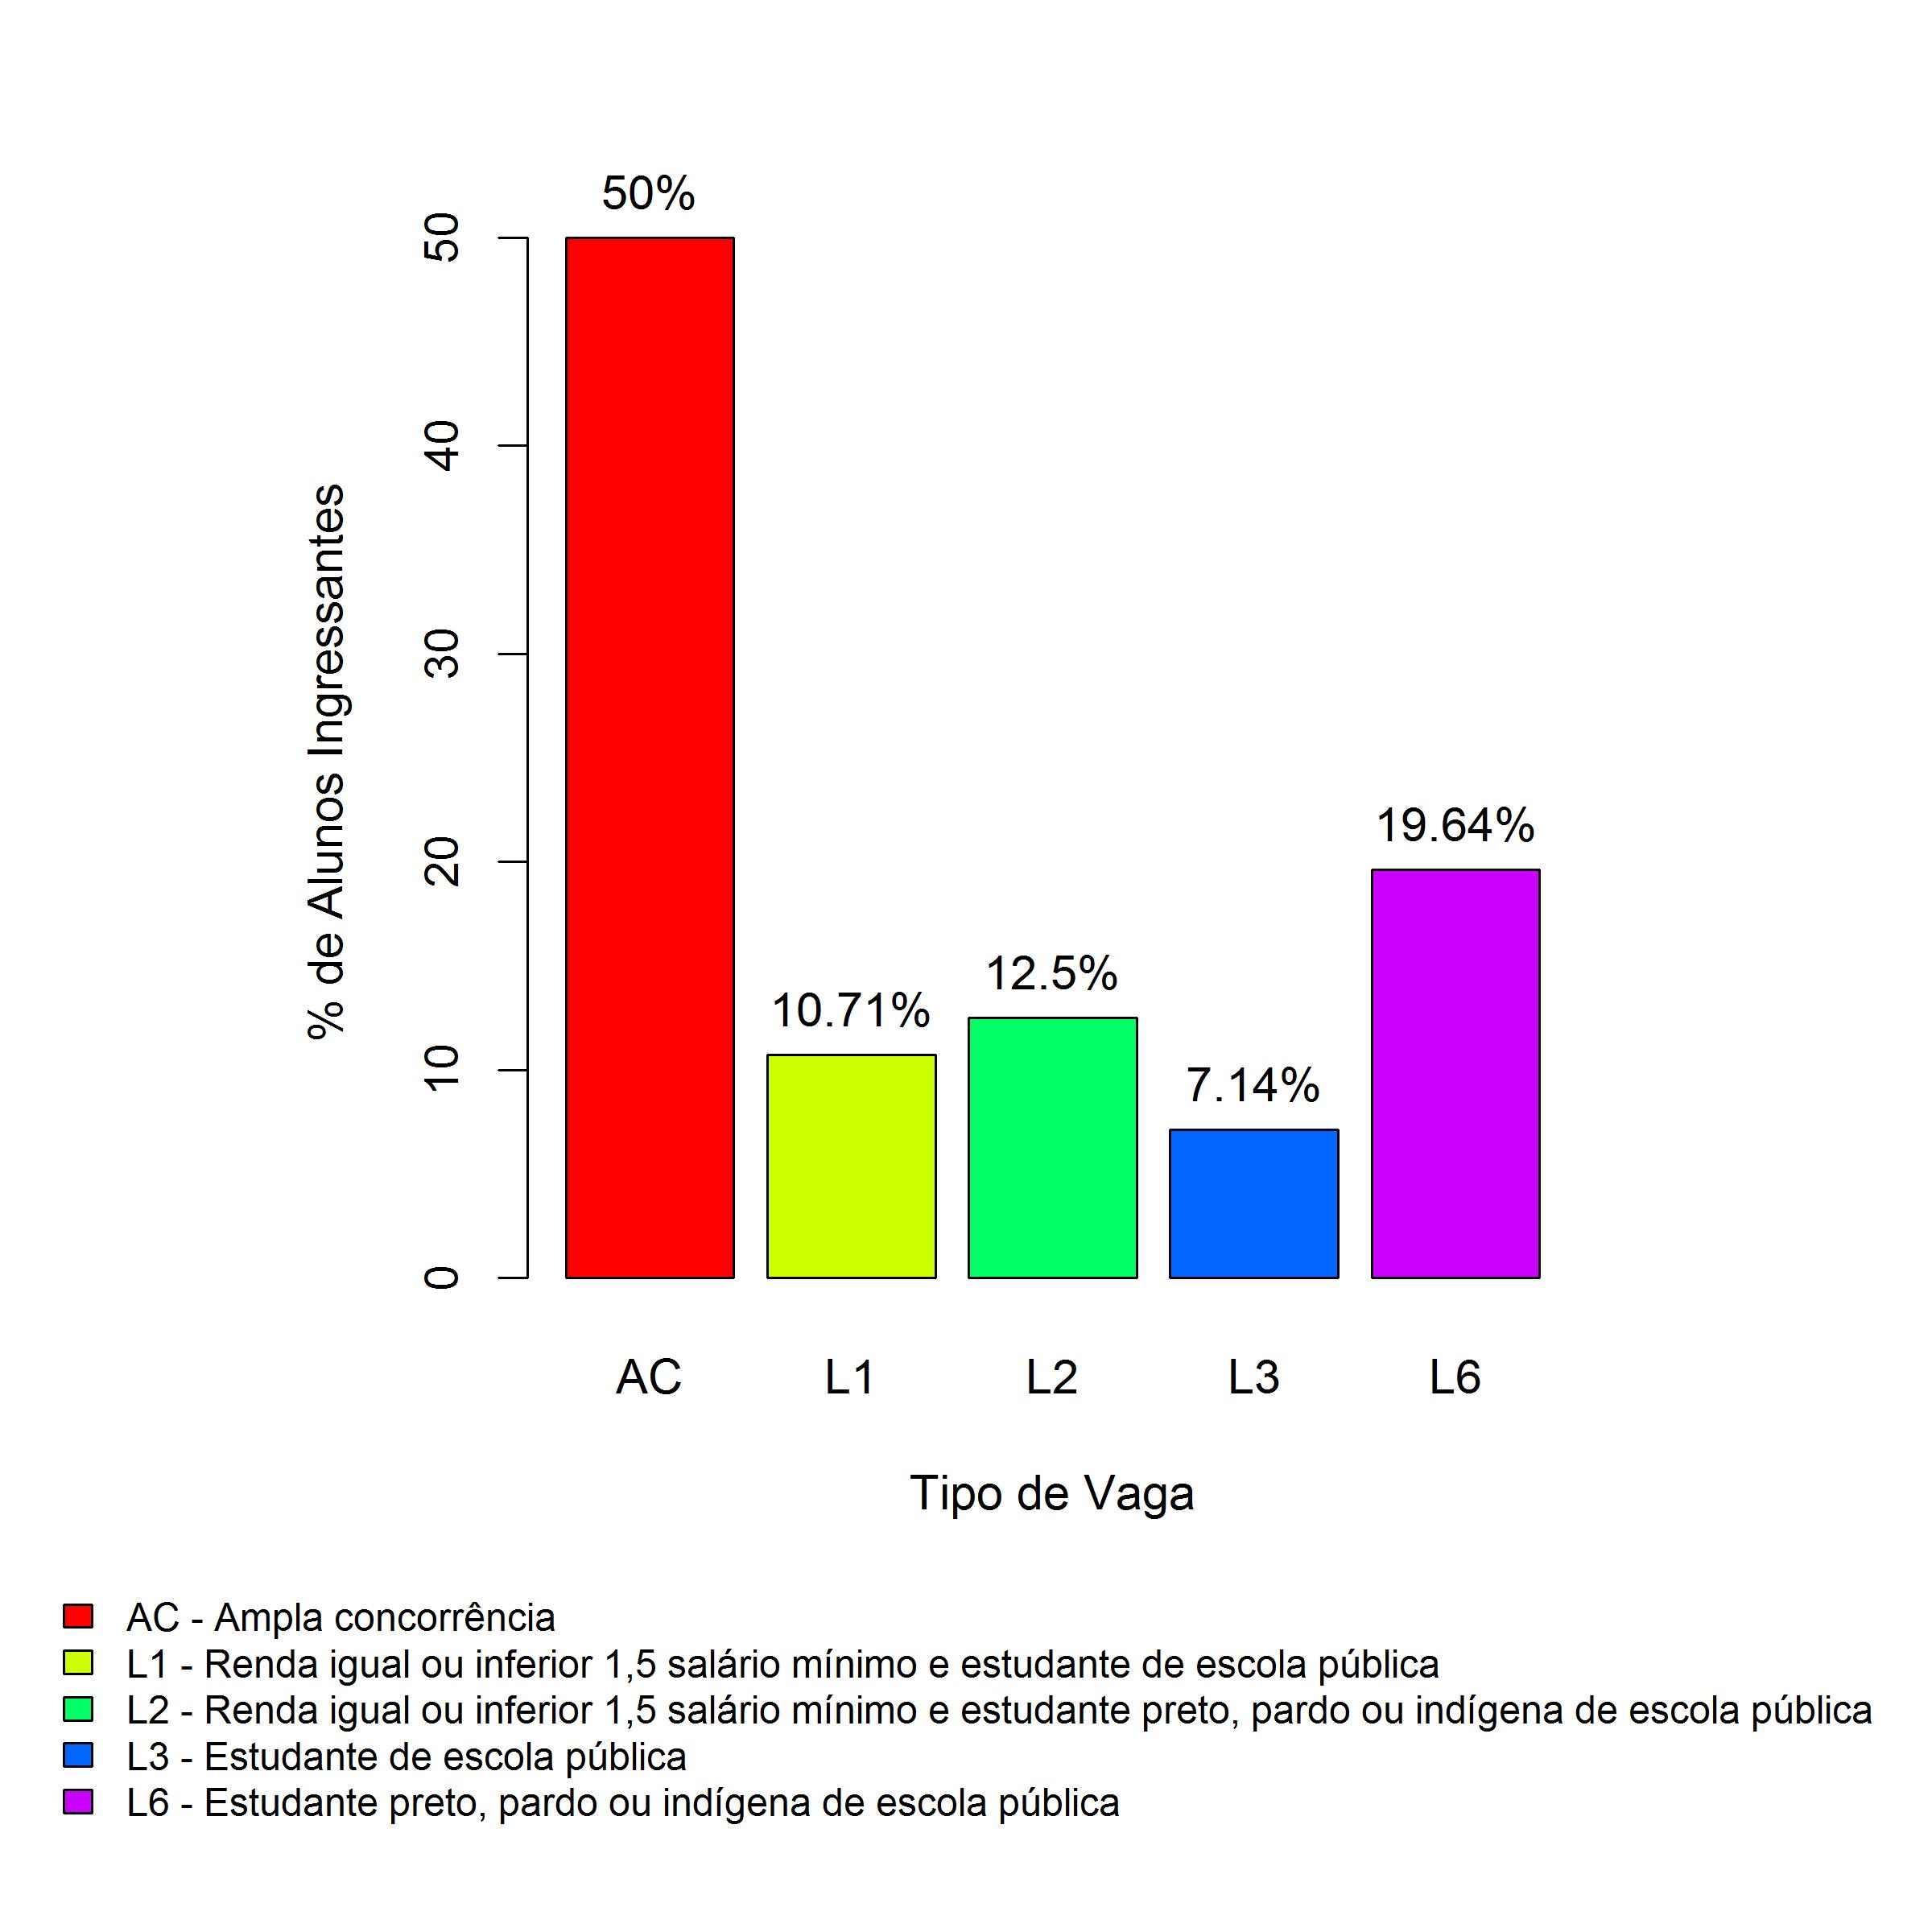 50%
50
40
30
20
10
0
% de Alunos Ingressantes
19.64%
12.5%
10.71%
7.14%
AC L1 L2 L3 L6
Tipo de Vaga
AC - Ampla concorrência
L1 - Renda igual ou inferior 1,5 salário mínimo e estudante de escola pública
L2 - Renda igual ou inferior 1,5 salário mínimo e estudante preto, pardo ou indígena de escola pública
L3 - Estudante de escola pública
L6 - Estudante preto, pardo ou indígena de escola pública